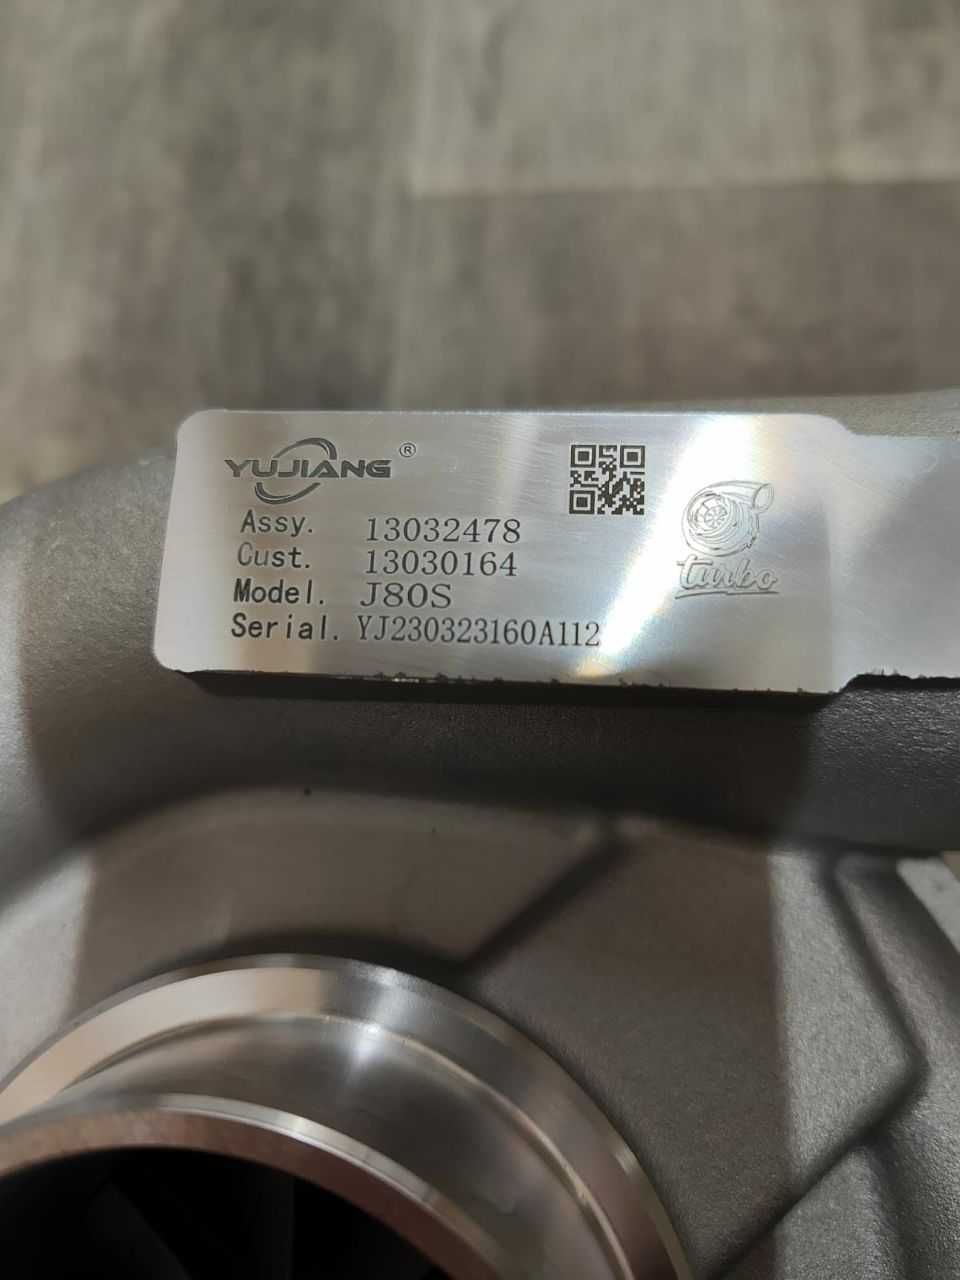 YUJIANG ®
Assy. 13032478
Cust. 13030164
Model. J80S
Serial. YJ230323160A112
turbo